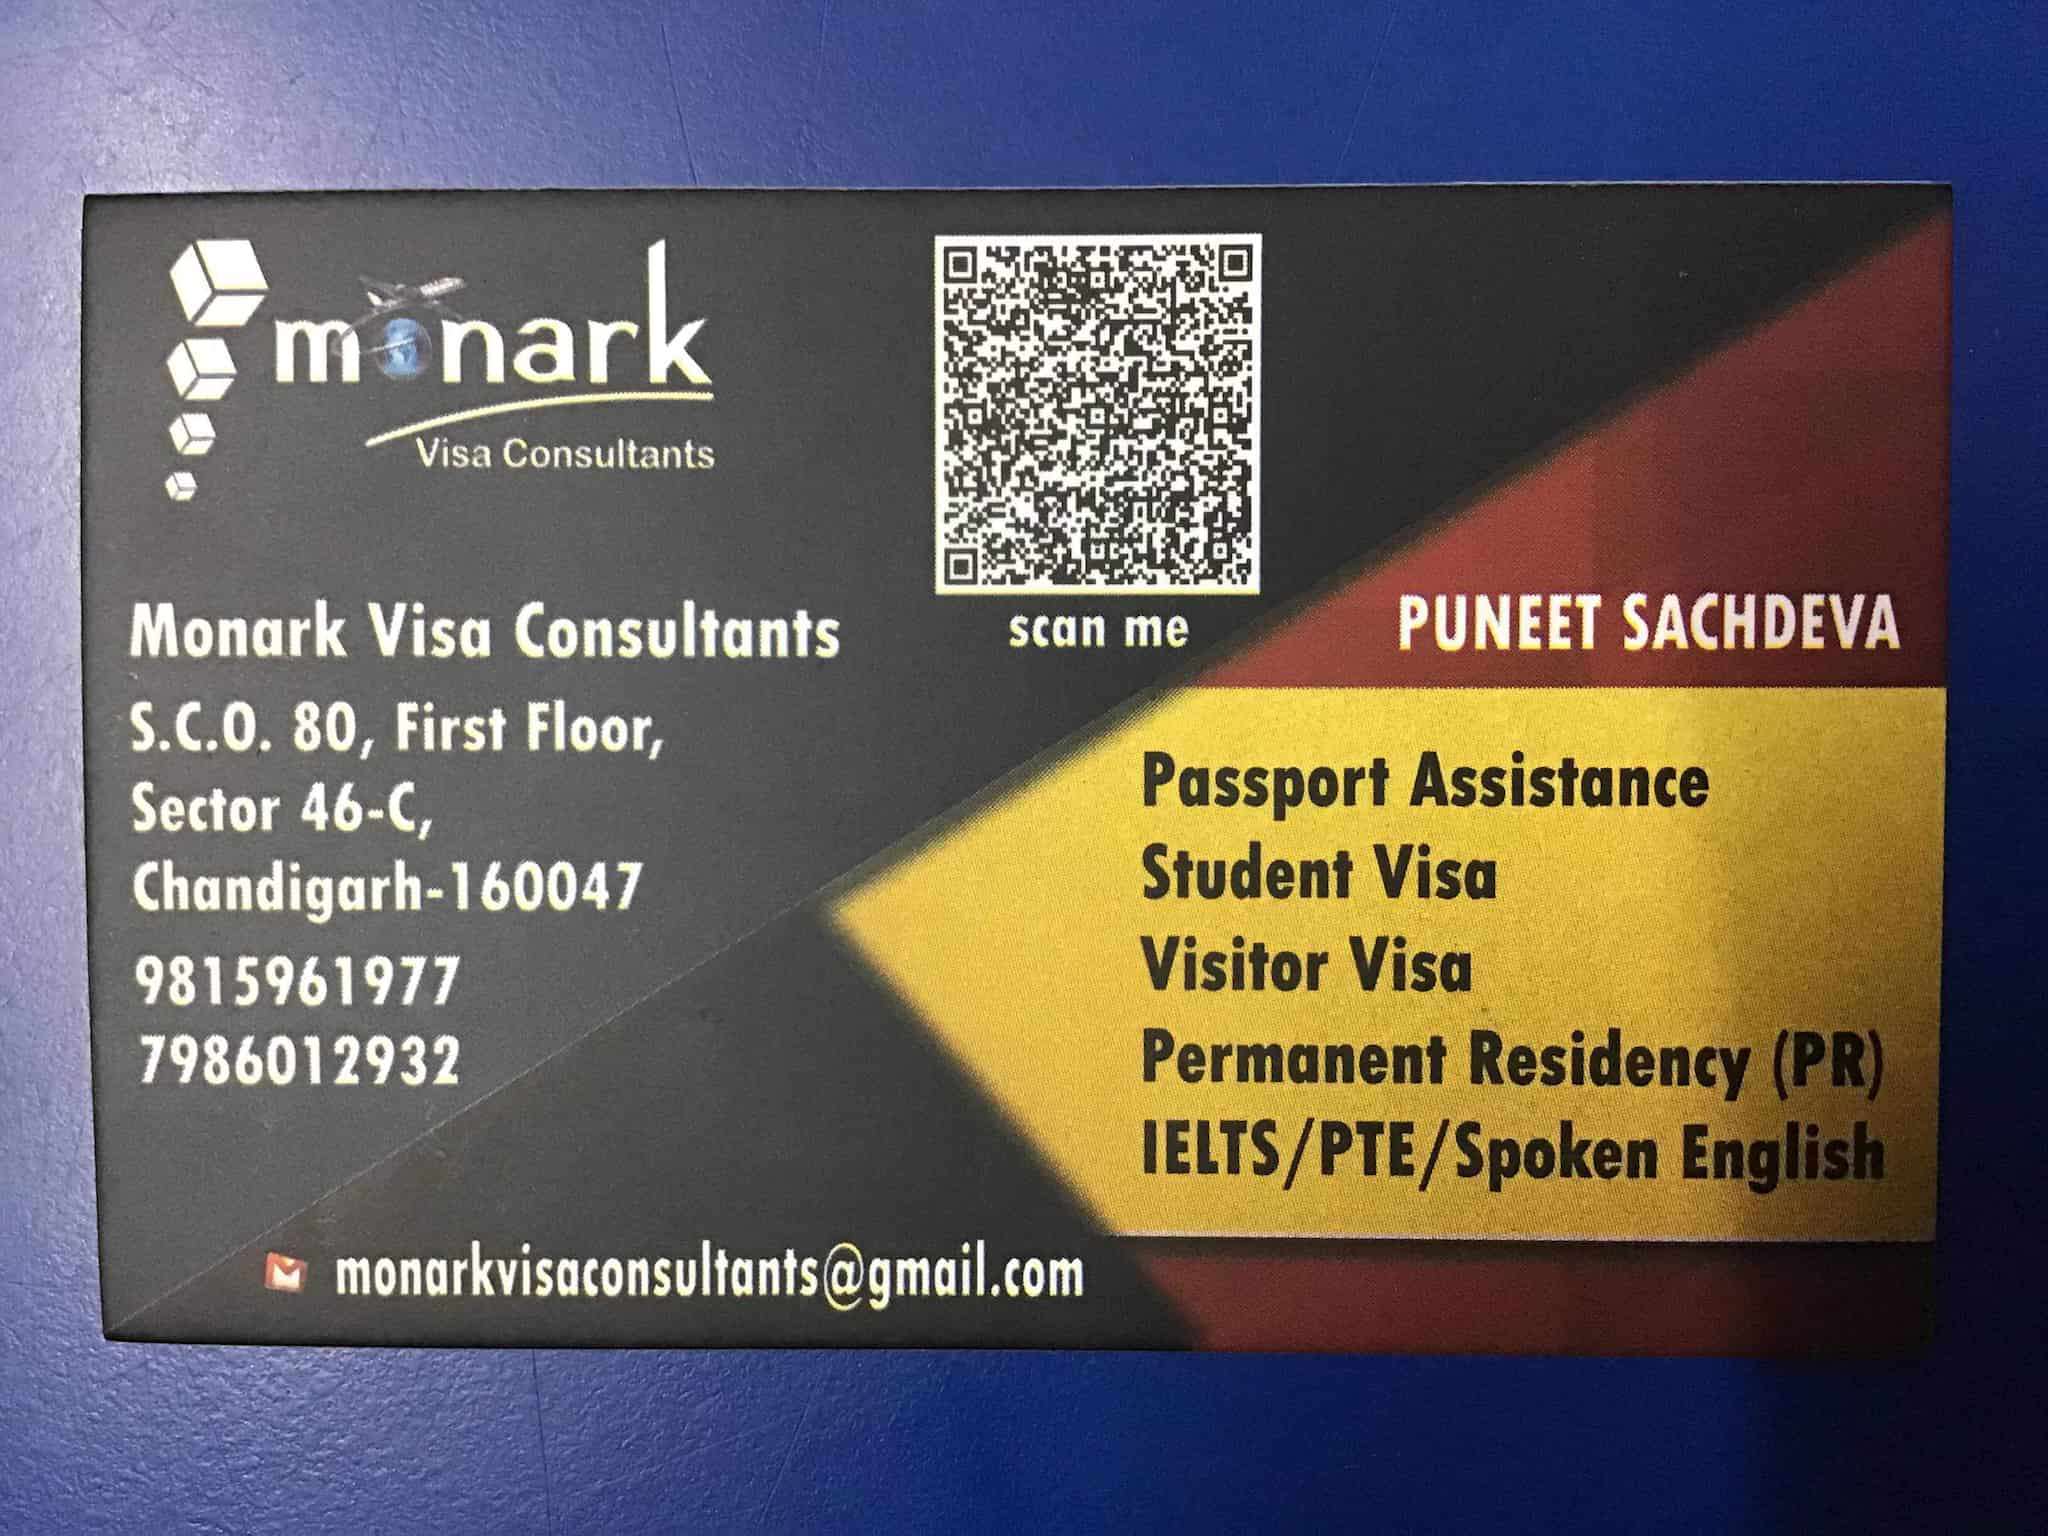 monark
Visa Consultants
scan me
Monark Visa Consultants
S.C.O. 80, First Floor,
Sector 46-C,
Chandigarh-160047
9815961977
7986012932
monarkvisaconsultants@gmail.com
PUNEET SACHDEVA
Passport Assistance
Student Visa
Visitor Visa
Permanent Residency (PR)
IELTS/PTE/Spoken English